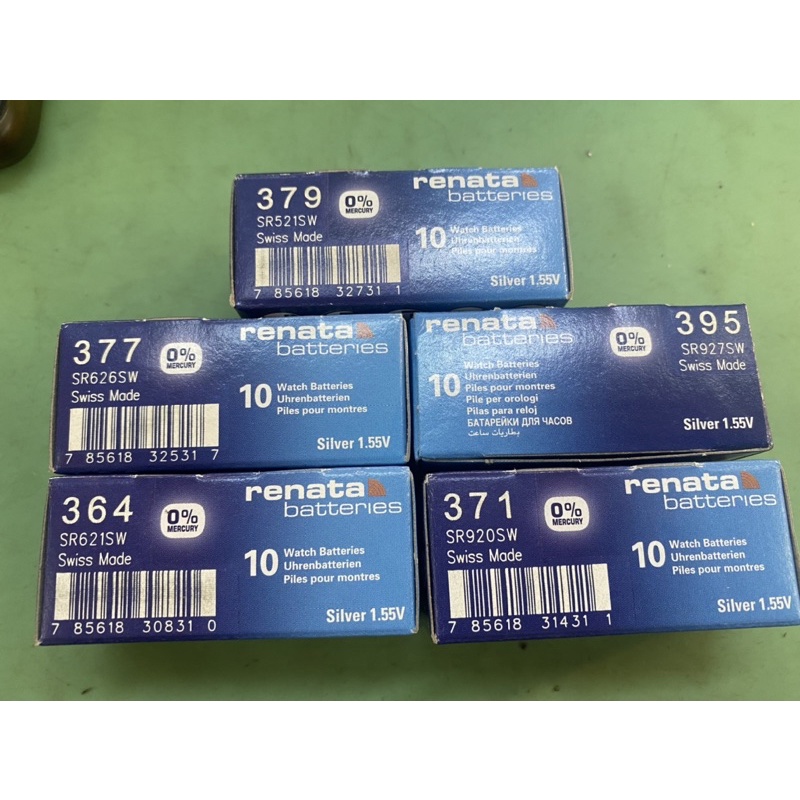 379
SR521SW
Swiss Made
0%
MERCURY
7 85618 32731 1
renata
batteries
10
Watch Batteries
Uhrenbatterien
Piles pour montres
Silver 1.55V
377
SR626SW
Swiss Made
0%
MERCURY
7 85618 32531 7
renata
batteries
10
Watch Batteries
Uhrenbatterien
Piles pour montres
Silver 1.55V
renata
batteries
10
Watch Batteries
Uhrenbatterien
Piles pour montres
Pile per orologi
Pilas para reloj
БАТАРЕЙКИ ДЛЯ ЧАСОВ
بطاريات ساعت
0%
MERCURY
395
SR927SW
Swiss Made
Silver 1.55V
364
SR621SW
Swiss Made
0%
MERCURY
7 85618 30831 0
renata
batteries
10
Watch Batteries
Uhrenbatterien
Piles pour montres
Silver 1.55V
371
SR920SW
Swiss Made
0%
MERCURY
7 85618 31431 1
renata
batteries
10
Watch Batteries
Uhrenbatterien
Piles pour montres
Silver 1.55V